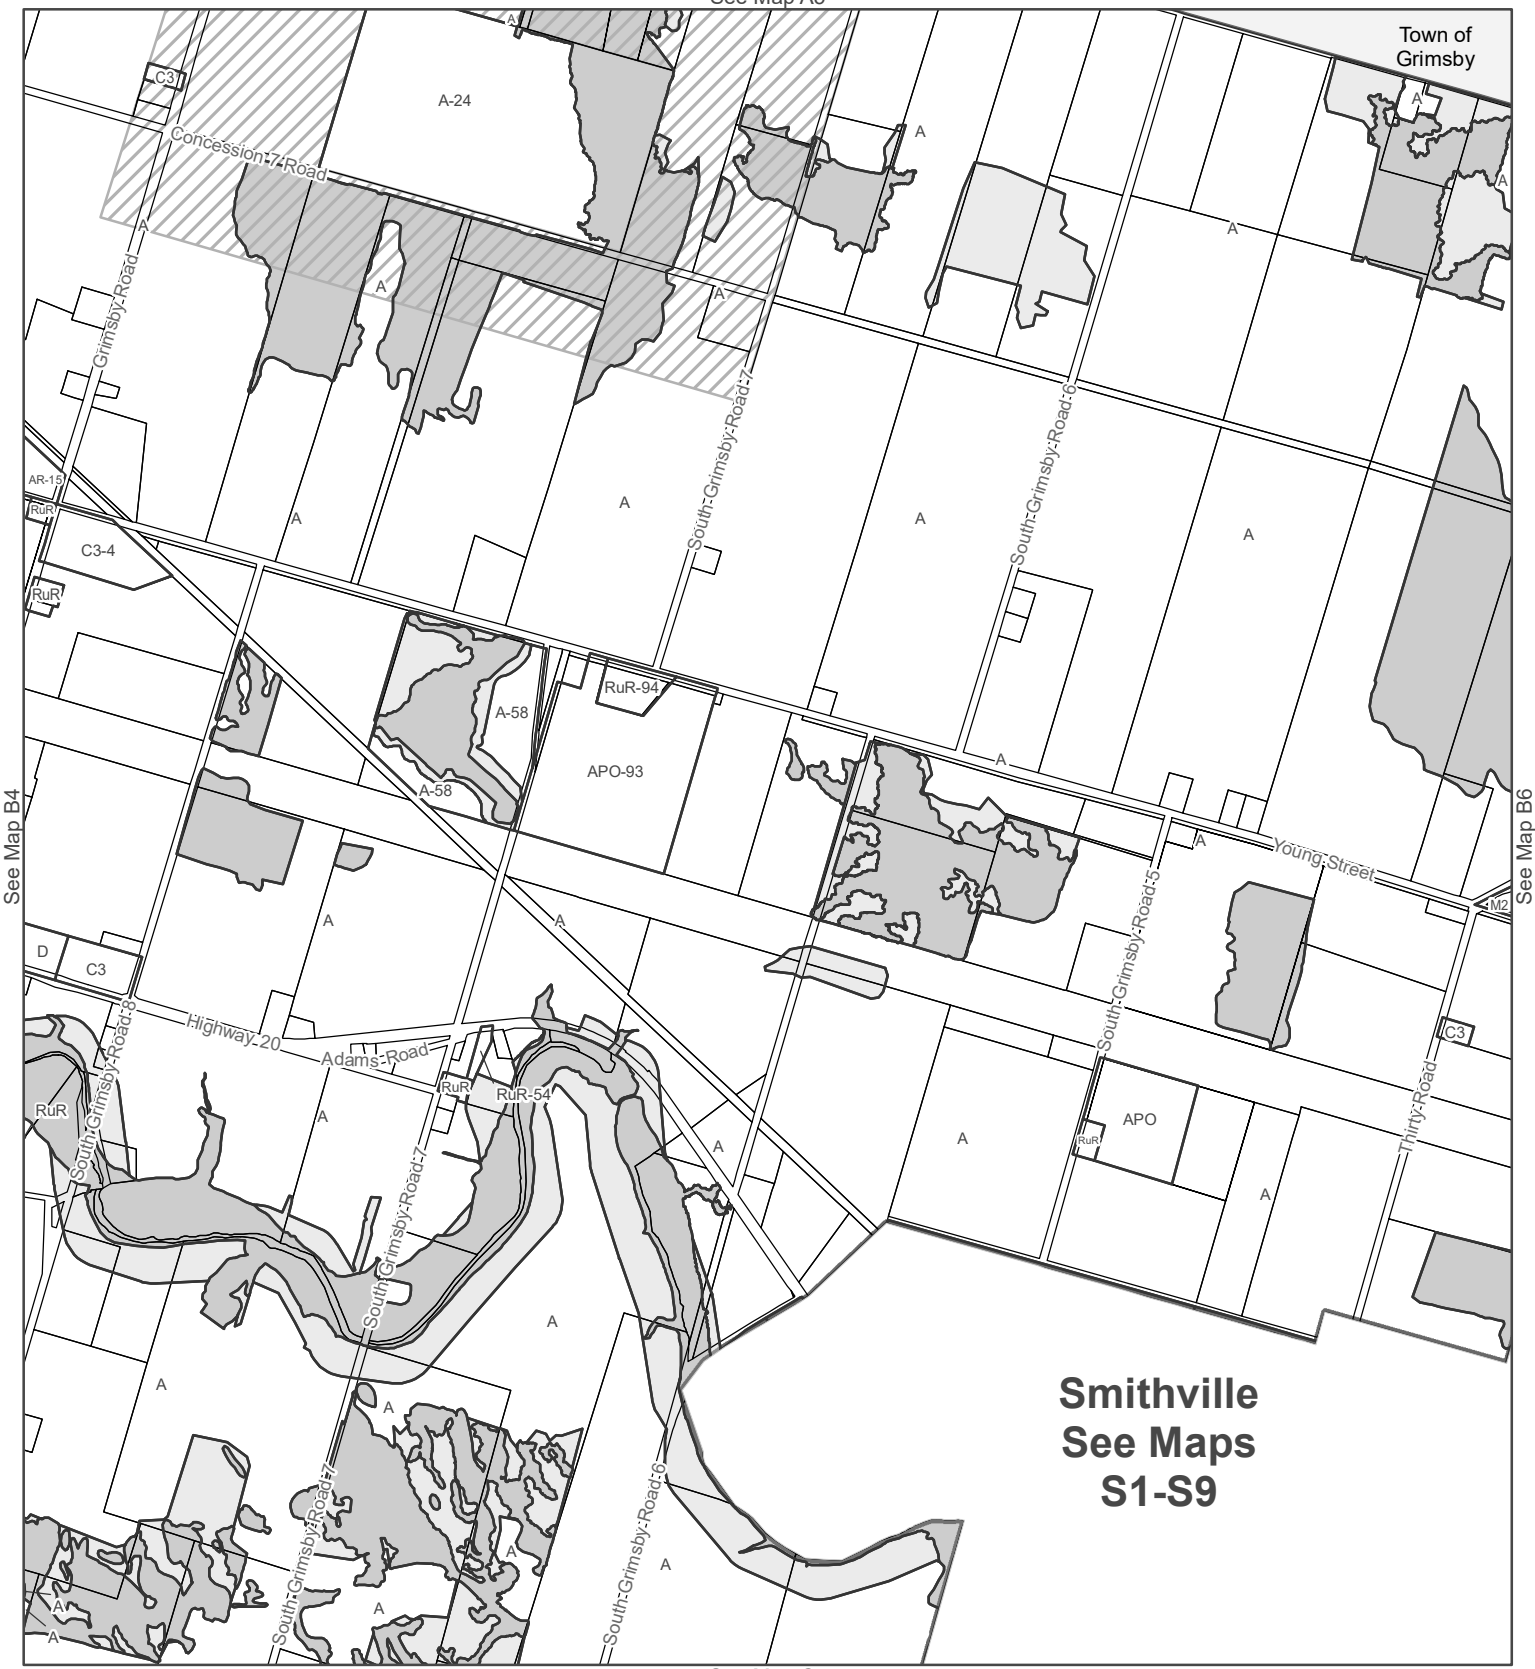 Town of
Grimsby
A
C3
A-24
A
A
Concession 7 Road
A
A
A
A
A
Grimsby Road
South Grimsby Road 7
South Grimsby Road 6
AR-15
RuR
A
A
A
A
C3-4
RuR
RuR-94
A-58
A
APO-93
A-58
See Map B4
See Map B6
A
Young Street
M2
South Grimsby Road 5
A
A
D
C3
South Grimsby Road 8
Highway 20
Adams Road
C3
RuR
RuR-54
RuR
A
A
A
APO
RuR
Thirty Road
A
South Grimsby Road 7
A
A
A
Smithville
See Maps
S1-S9
South Grimsby Road 7
South Grimsby Road 6
A
A
A
A
A